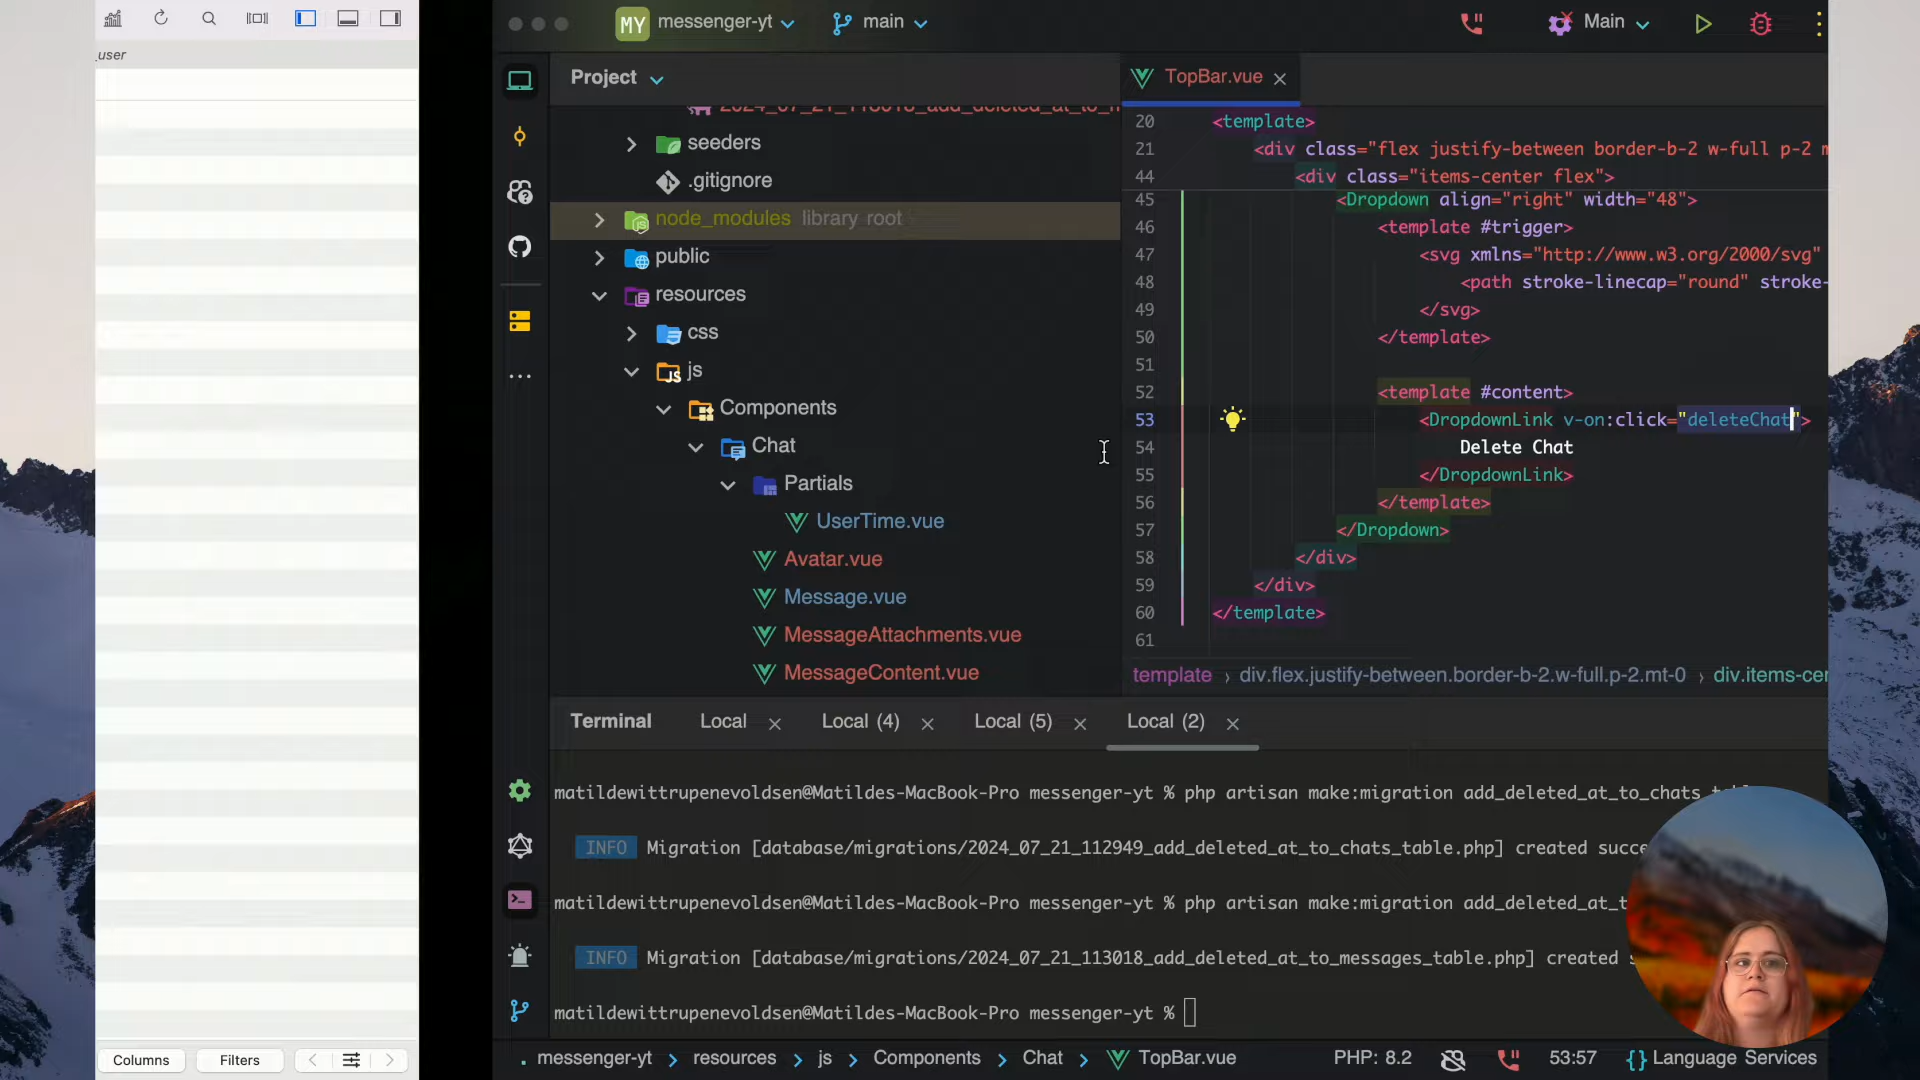 _user
Columns
Filters
MY messenger-yt
main
Main
Project
TopBar.vue
seeders
.gitignore
node_modules library root
public
resources
css
js
Components
Chat
Partials
UserTime.vue
Avatar.vue
Message.vue
MessageAttachments.vue
MessageContent.vue
20 <template>
21 <div class="flex justify-between border-b-2 w-full p-2
44 <div class="items-center flex">
45 <Dropdown align="right" width="48">
46 <template #trigger>
47 <svg xmlns="http://www.w3.org/2000/svg"
48 <path stroke-linecap="round" stroke-
49 </svg>
50 </template>
51
52 <template #content>
53 <DropdownLink v-on:click="deleteChat">
54 Delete Chat
55 </DropdownLink>
56 </template>
57 </Dropdown>
58 </div>
59 </div>
60 </template>
61
template › div.flex.justify-between.border-b-2.w-full.p-2.mt-0 › div.items-cen
Terminal Local Local (4) Local (5) Local (2)
matildewittrupenevoldsen@Matildes-MacBook-Pro messenger-yt % php artisan make:migration add_deleted_at_to_chats_
INFO Migration [database/migrations/2024_07_21_112949_add_deleted_at_to_chats_table.php] created succe
matildewittrupenevoldsen@Matildes-MacBook-Pro messenger-yt % php artisan make:migration add_deleted_at_t
INFO Migration [database/migrations/2024_07_21_113018_add_deleted_at_to_messages_table.php] created
matildewittrupenevoldsen@Matildes-MacBook-Pro messenger-yt %
messenger-yt › resources › js › Components › Chat › TopBar.vue
PHP: 8.2
53:57
{} Language Services